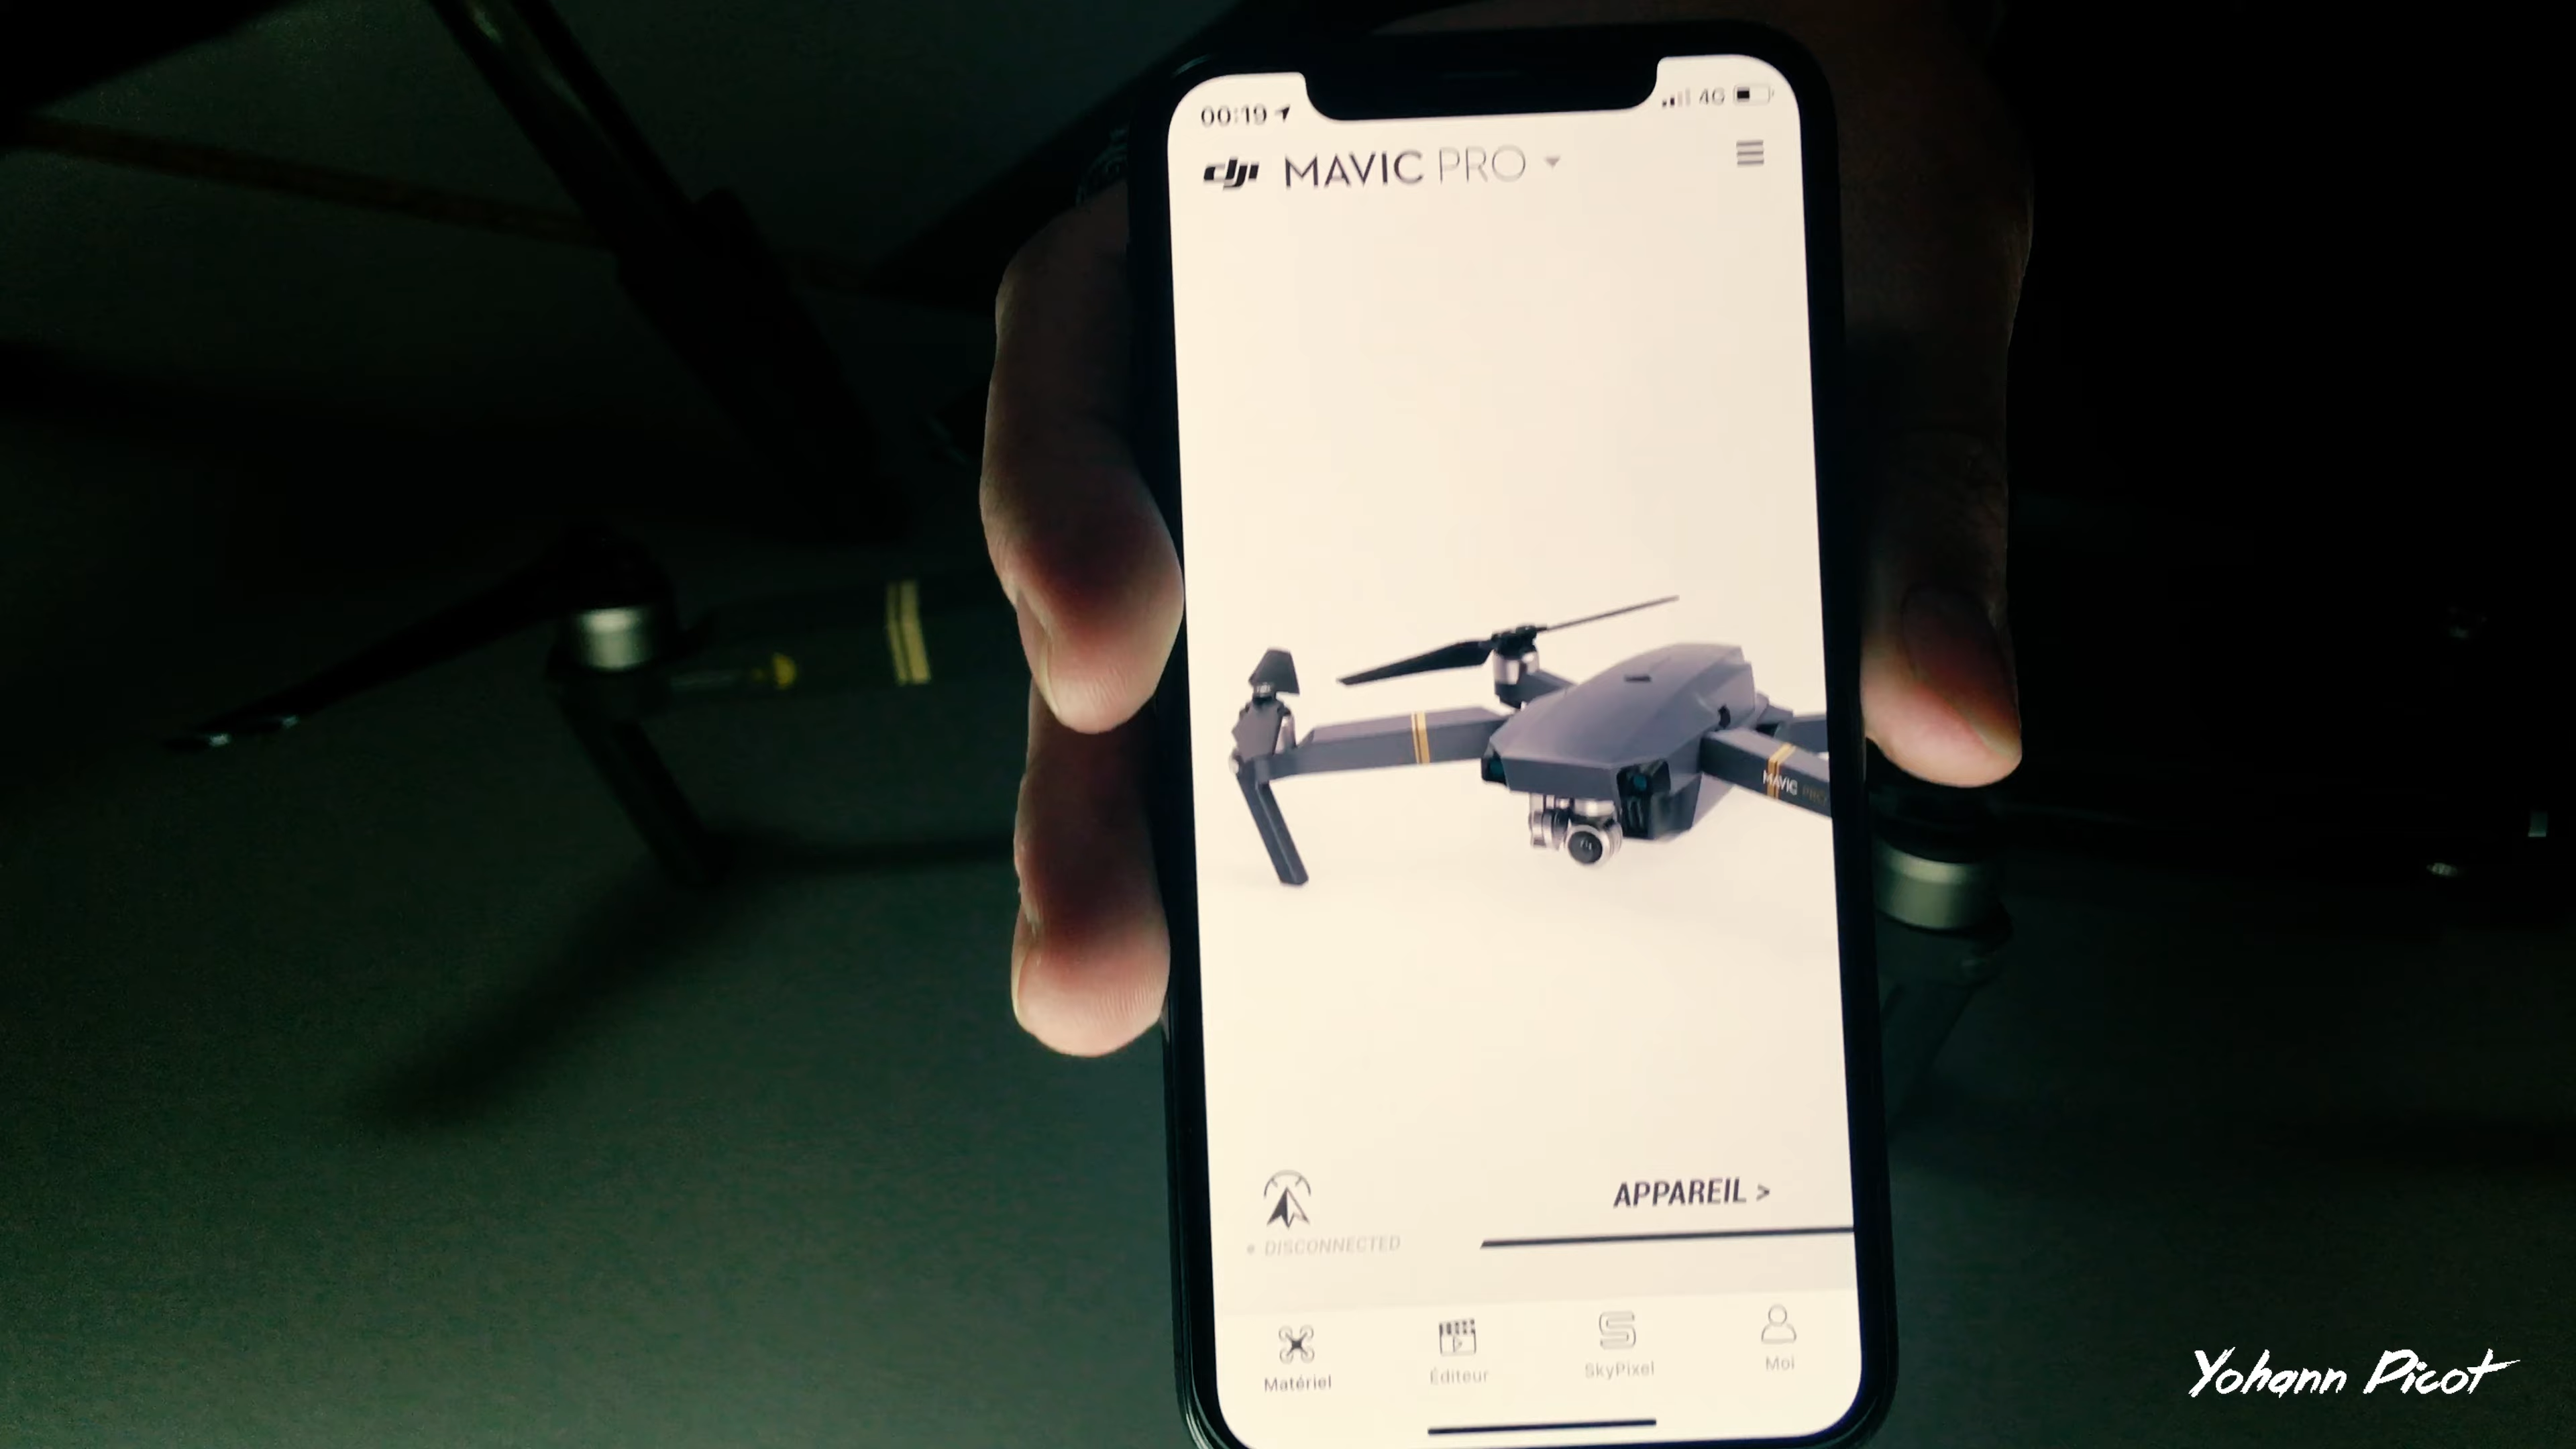 00:19 4G
dji MAVIC PRO
MAVIC PRO
APPAREIL >
DISCONNECTED
Matériel Éditeur SkyPixel Moi
Yohann Picot